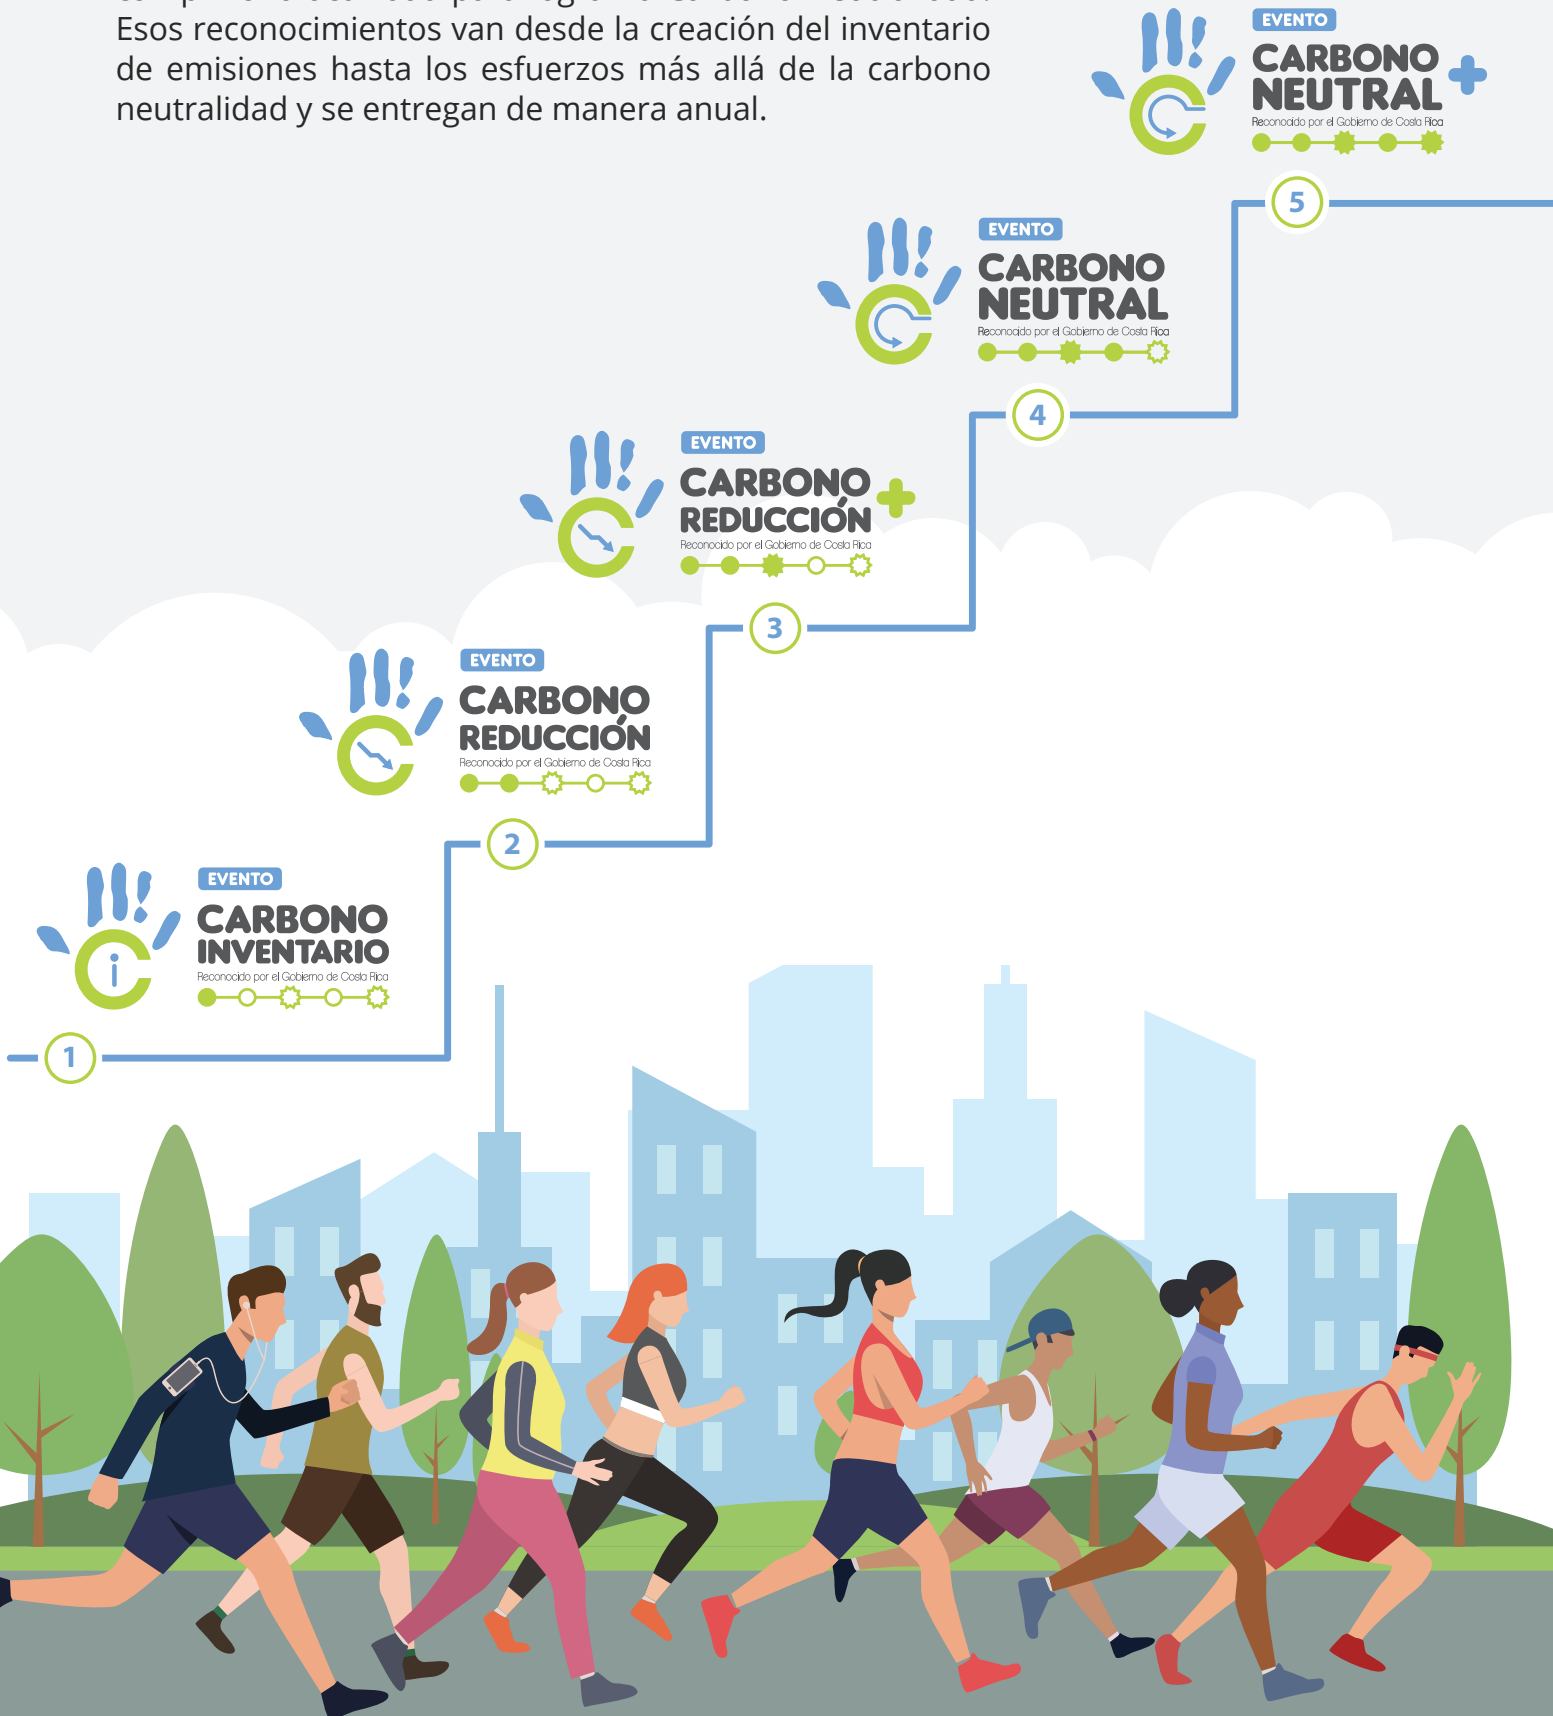 Esos reconocimientos van desde la creación del inventario
de emisiones hasta los esfuerzos más allá de la carbono
neutralidad y se entregan de manera anual.
EVENTO
CARBONO
NEUTRAL
Reconocido por el Gobierno de Costa Rica
5
EVENTO
CARBONO
NEUTRAL
Reconocido por el Gobierno de Costa Rica
4
EVENTO
CARBONO
REDUCCIÓN
Reconocido por el Gobierno de Costa Rica
3
EVENTO
CARBONO
REDUCCIÓN
Reconocido por el Gobierno de Costa Rica
2
EVENTO
CARBONO
INVENTARIO
Reconocido por el Gobierno de Costa Rica
i
1